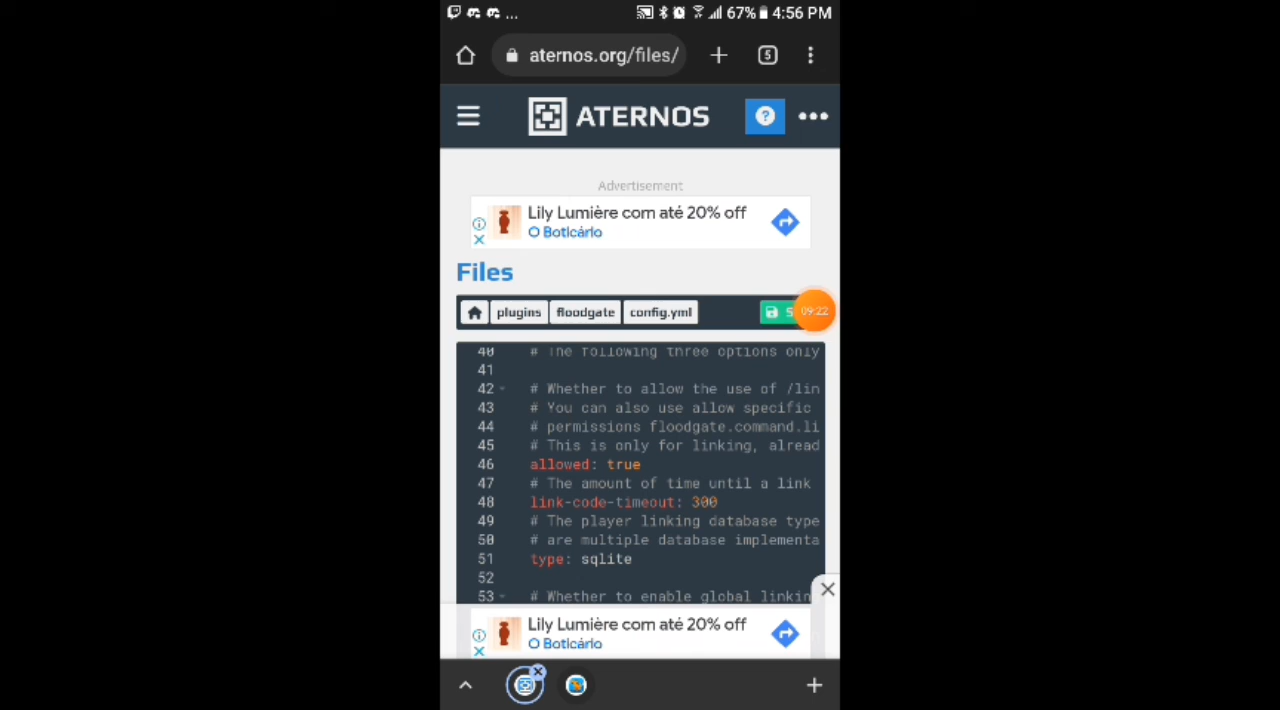 ... 67% 4:56 PM
aternos.org/files/ 5
ATERNOS ?
Advertisement
Lily Lumière com até 20% off
O Boticário
Files
plugins floodgate config.yml S 09:22
40 # The following three options only
41
42 # Whether to allow the use of /lin
43 # You can also use allow specific
44 # permissions floodgate.command.li
45 # This is only for linking, alread
46 allowed: true
47 # The amount of time until a link
48 link-code-timeout: 300
49 # The player linking database type
50 # are multiple database implementa
51 type: sqlite
52
53 # Whether to enable global linkin
Lily Lumière com até 20% off
O Boticário